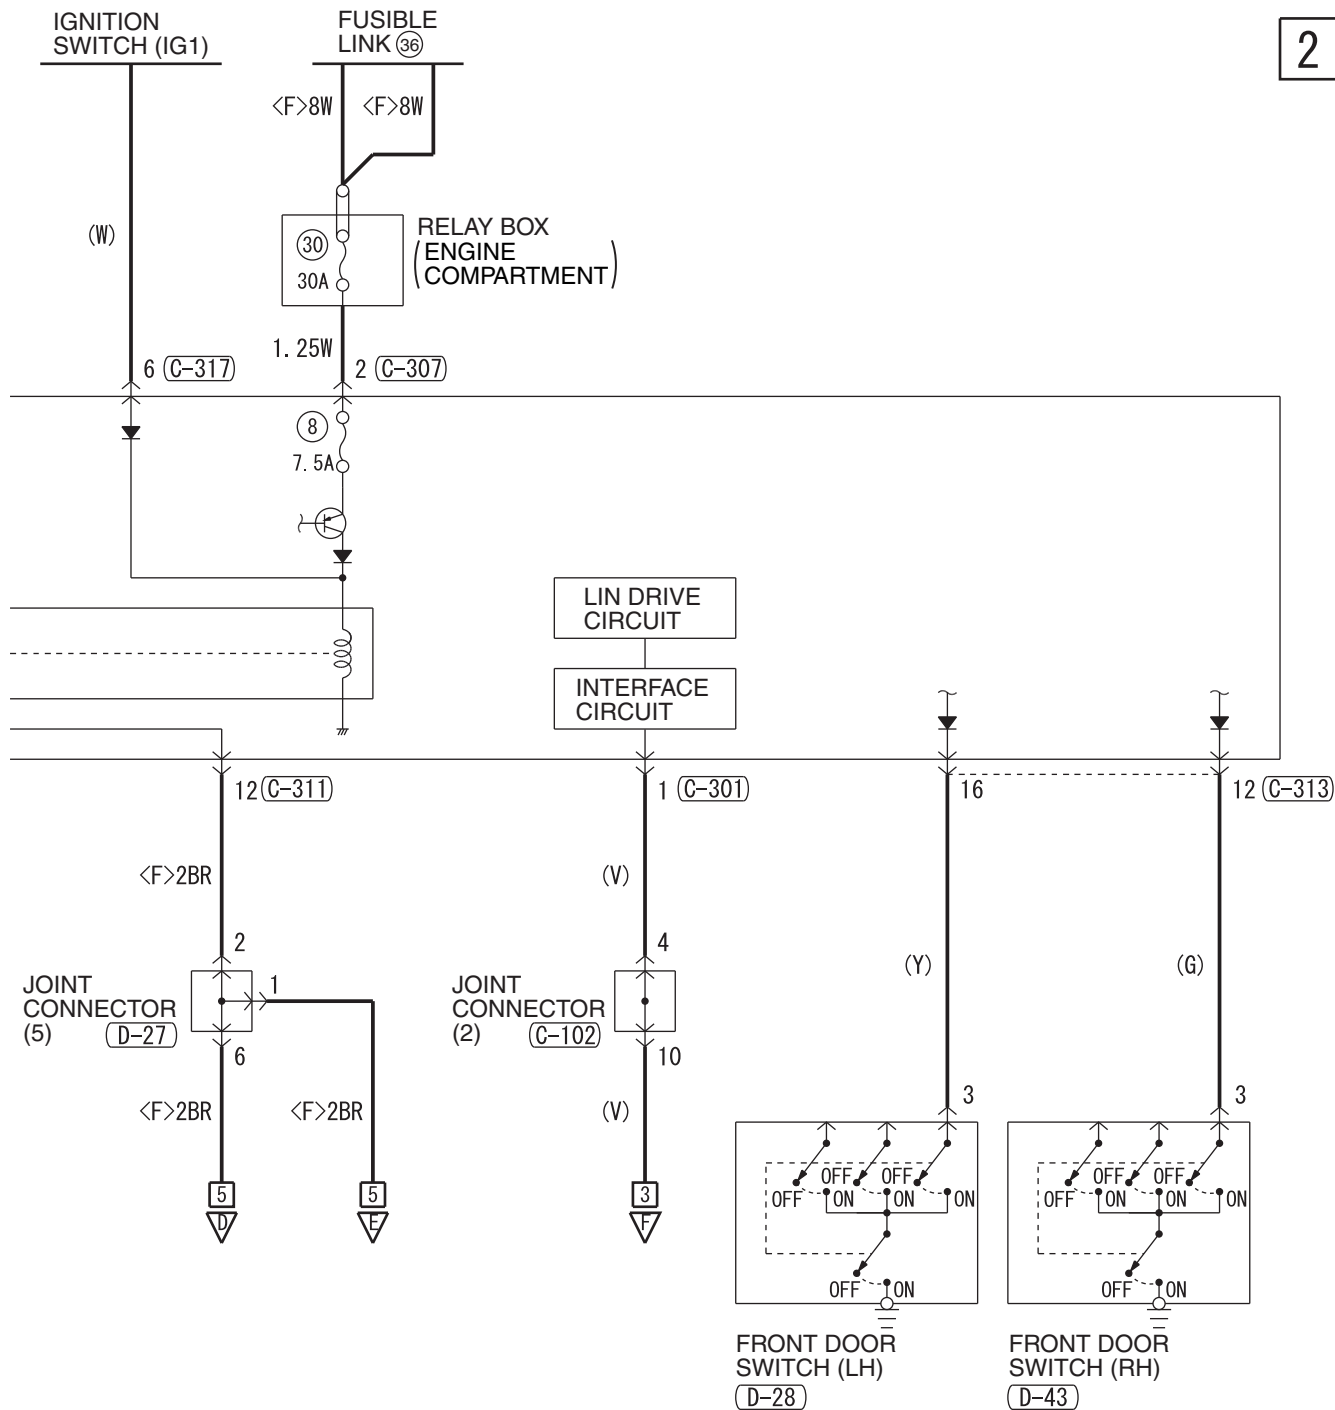 IGNITION
SWITCH (IG1)
FUSIBLE
LINK 36
2
<F>8W <F>8W
(W)
30
30A
RELAY BOX
(ENGINE
COMPARTMENT)
1.25W
6 C-317
2 C-307
8
7.5A
LIN DRIVE
CIRCUIT
INTERFACE
CIRCUIT
12 C-311
1 C-301
16
12 C-313
<F>2BR
(V)
(Y)
(G)
2
4
JOINT
CONNECTOR
(5) D-27
1
6
JOINT
CONNECTOR
(2) C-102
10
<F>2BR <F>2BR
(V)
3
3
5
D
5
E
3
F
OFF OFF
OFF ON ON ON
OFF ON
OFF OFF
OFF ON ON ON
OFF ON
FRONT DOOR
SWITCH (LH)
D-28
FRONT DOOR
SWITCH (RH)
D-43